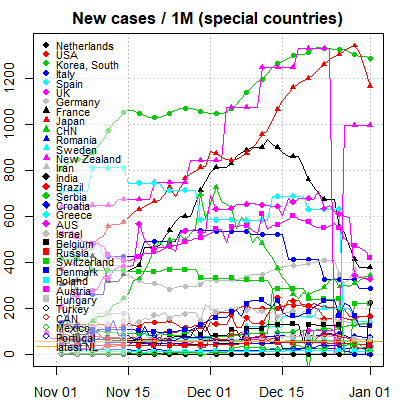 New cases / 1M (special countries)
1200
1000
800
600
400
200
0
Netherlands
USA
Korea, South
Italy
Spain
UK
Germany
France
Japan
CHN
Romania
Sweden
New Zealand
Iran
India
Brazil
Serbia
Croatia
Greece
AUS
Israel
Belgium
Russia
Switzerland
Denmark
Poland
Austria
Hungary
Turkey
CAN
Mexico
Portugal
latest NL
Nov 01
Nov 15
Dec 01
Dec 15
Jan 01